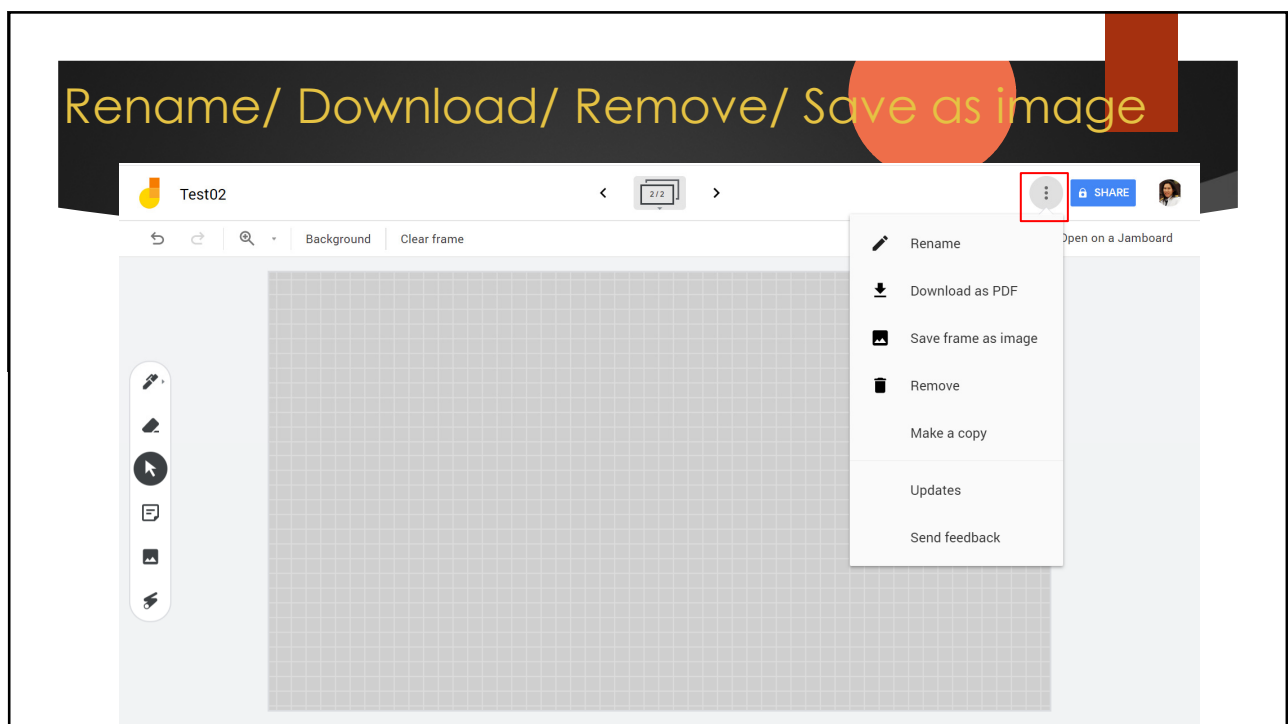 Rename/ Download/ Remove/ Save as image
Test02
2/2
SHARE
Background
Clear frame
Open on a Jamboard
Rename
Download as PDF
Save frame as image
Remove
Make a copy
Updates
Send feedback